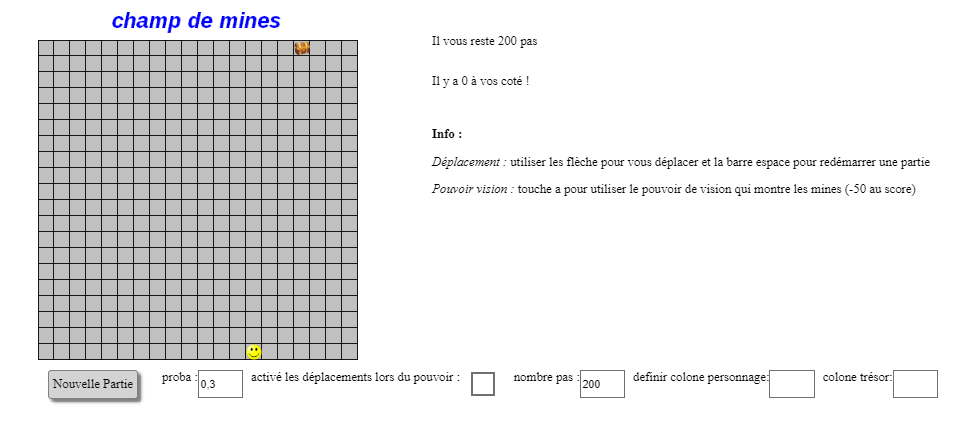 champ de mines
Il vous reste 200 pas
Il y a 0 à vos coté !
Info :
Déplacement : utiliser les flèche pour vous déplacer et la barre espace pour redémarrer une partie
Pouvoir vision : touche a pour utiliser le pouvoir de vision qui montre les mines (-50 au score)
Nouvelle Partie proba : 0,3 activé les déplacements lors du pouvoir : nombre pas : 200 definir colone personnage: colone trésor: